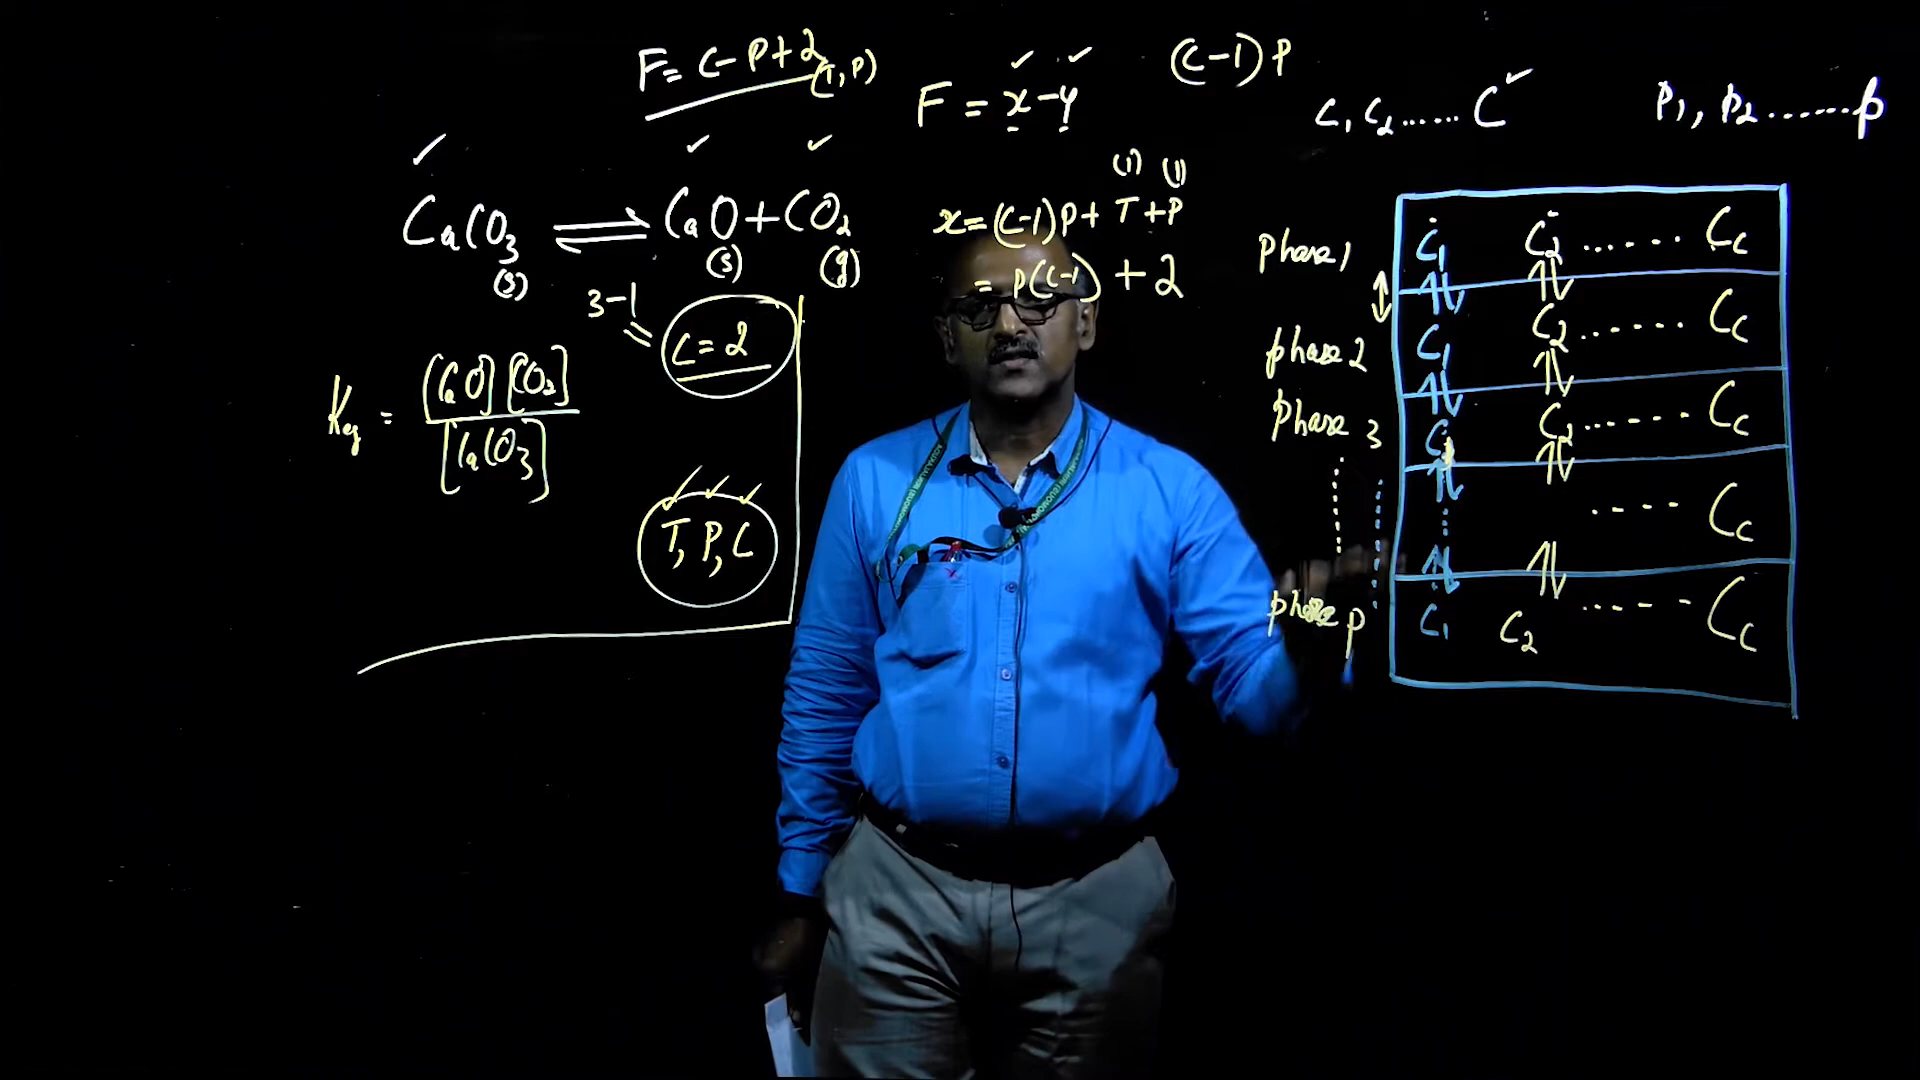 F = C - P + 2
(T, P)
F = x - y
(C-1) P
C1 C2 ...... C
P1, P2 ....... P
CaCO3 ⇌ CaO + CO2
(s) (s) (g)
3-1
= C = 2
Keq = [CaO] [CO2] / [CaCO3]
T, P, C
(1) (1)
x = (C-1) P + T + P
= P(C-1) + 2
phase 1 C1 C2 ...... Cc
phase 2 C1 C2 ...... Cc
phase 3 C1 C2 ...... Cc
.... Cc
phase P C1 C2 ..... Cc